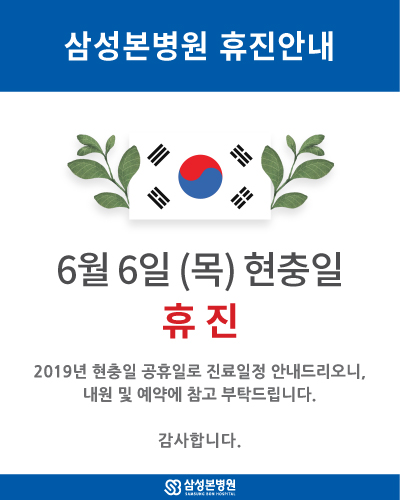 삼성본병원 휴진안내
6월 6일 (목) 현충일
휴 진
2019년 현충일 공휴일로 진료일정 안내드리오니,
내원 및 예약에 참고 부탁드립니다.
감사합니다.
삼성본병원
SAMSUNG BON HOSPITAL